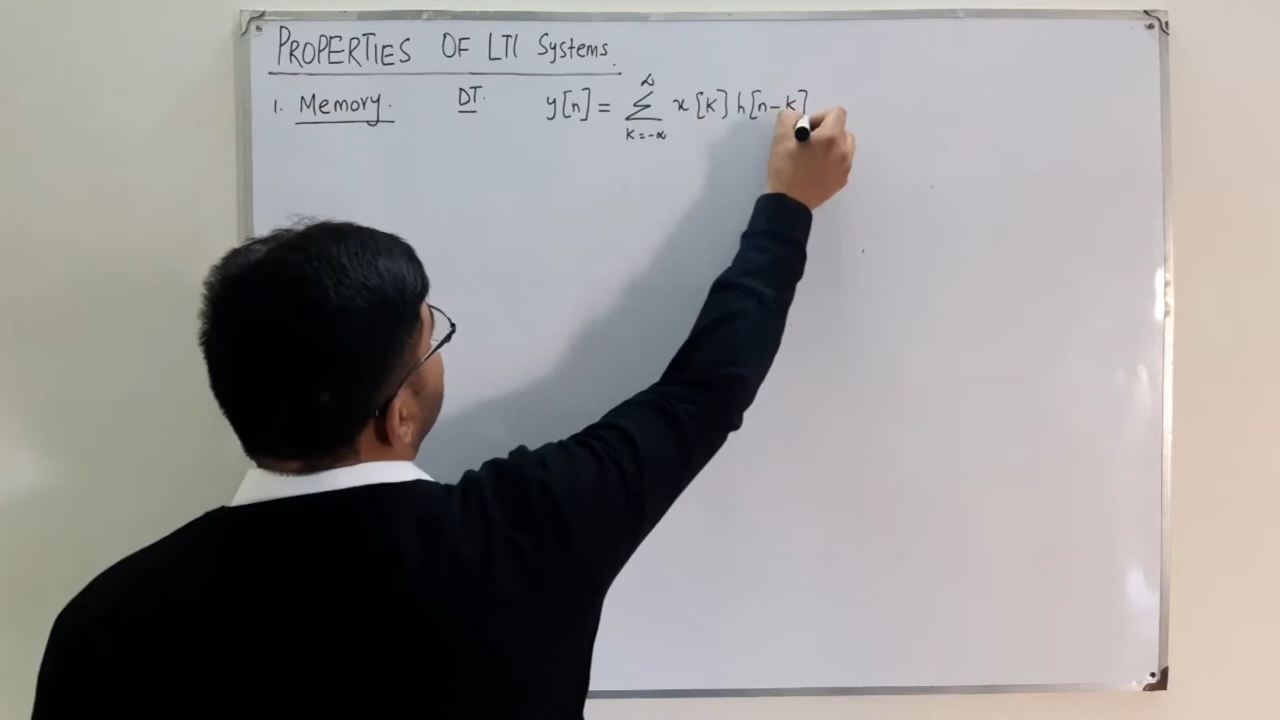 PROPERTIES OF LTI Systems.
1. Memory. DT. y[n] = ∞ Σ k=-∞ x[k] h[n-k]